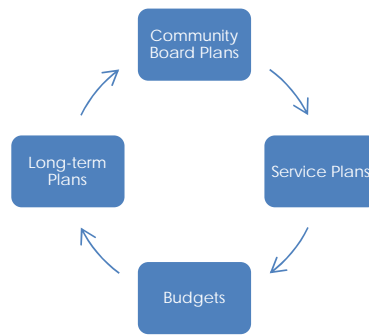 Community
Board Plans
Long-term
Plans
Service Plans
Budgets